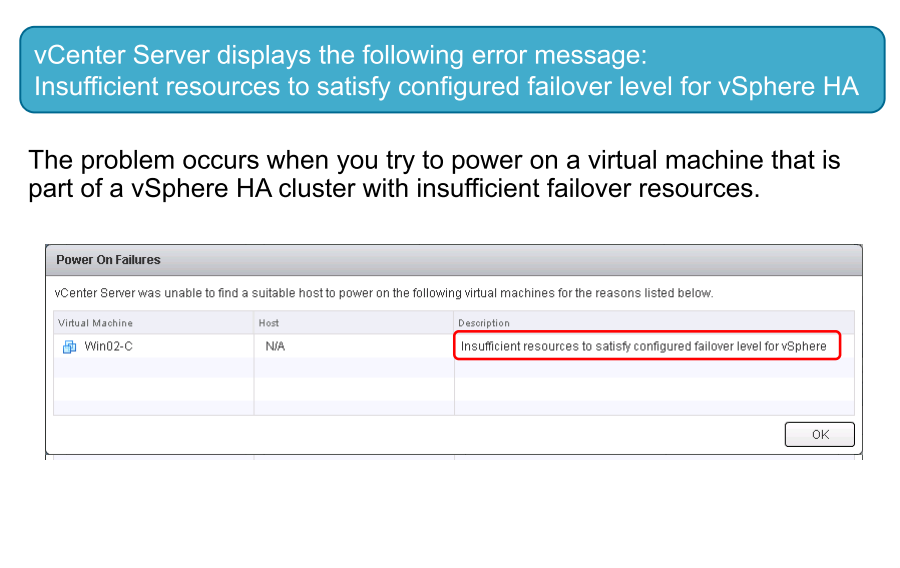 vCenter Server displays the following error message:
Insufficient resources to satisfy configured failover level for vSphere HA
The problem occurs when you try to power on a virtual machine that is
part of a vSphere HA cluster with insufficient failover resources.
Power On Failures
vCenter Server was unable to find a suitable host to power on the following virtual machines for the reasons listed below.
Virtual Machine Host Description
Win02-C N/A Insufficient resources to satisfy configured failover level for vSphere
OK